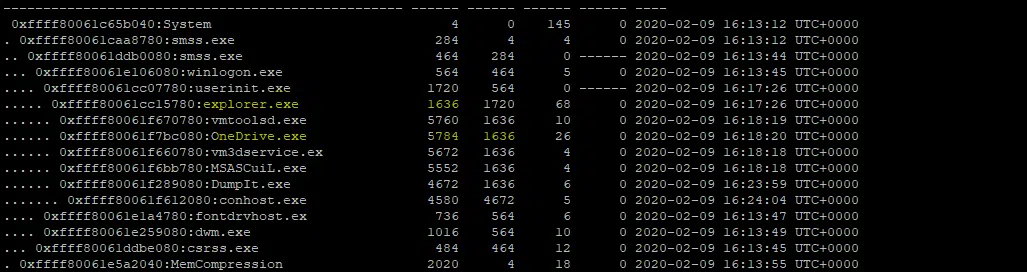 -------------------------------------------------- ------ ------ ------ ------ ----
 0xffff80061c65b040:System 4 0 145 0 2020-02-09 16:13:12 UTC+0000
. 0xffff80061caa8780:smss.exe 284 4 4 0 2020-02-09 16:13:12 UTC+0000
.. 0xffff80061ddb0080:smss.exe 464 284 0 ------ 2020-02-09 16:13:44 UTC+0000
... 0xffff80061e106080:winlogon.exe 564 464 5 0 2020-02-09 16:13:45 UTC+0000
.... 0xffff80061cc07780:userinit.exe 1720 564 0 ------ 2020-02-09 16:17:26 UTC+0000
..... 0xffff80061cc15780:explorer.exe 1636 1720 68 0 2020-02-09 16:17:26 UTC+0000
...... 0xffff80061f670780:vmtoolsd.exe 5760 1636 10 0 2020-02-09 16:18:19 UTC+0000
...... 0xffff80061f7bc080:OneDrive.exe 5784 1636 26 0 2020-02-09 16:18:20 UTC+0000
...... 0xffff80061f660780:vm3dservice.ex 5672 1636 4 0 2020-02-09 16:18:18 UTC+0000
...... 0xffff80061f6bb780:MSASCuiL.exe 5552 1636 4 0 2020-02-09 16:18:18 UTC+0000
...... 0xffff80061f289080:DumpIt.exe 4672 1636 6 0 2020-02-09 16:23:59 UTC+0000
....... 0xffff80061f612080:conhost.exe 4580 4672 5 0 2020-02-09 16:24:04 UTC+0000
.... 0xffff80061e1a4780:fontdrvhost.ex 736 564 6 0 2020-02-09 16:13:47 UTC+0000
.... 0xffff80061e259080:dwm.exe 1016 564 10 0 2020-02-09 16:13:49 UTC+0000
... 0xffff80061ddbe080:csrss.exe 484 464 12 0 2020-02-09 16:13:45 UTC+0000
. 0xffff80061e5a2040:MemCompression 2020 4 18 0 2020-02-09 16:13:55 UTC+0000